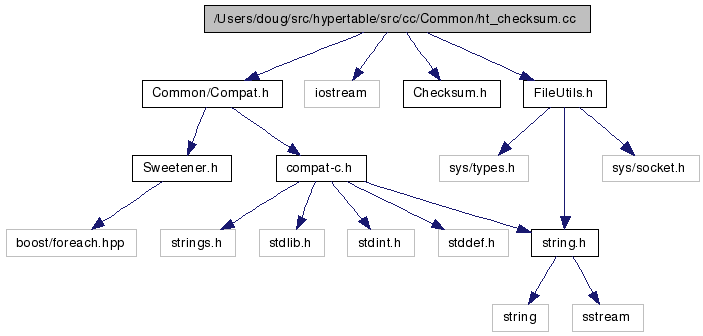 /Users/doug/src/hypertable/src/cc/Common/ht_checksum.cc
Common/Compat.h
iostream
Checksum.h
FileUtils.h
Sweetener.h
compat-c.h
sys/types.h
sys/socket.h
boost/foreach.hpp
strings.h
stdlib.h
stdint.h
stddef.h
string.h
string
sstream